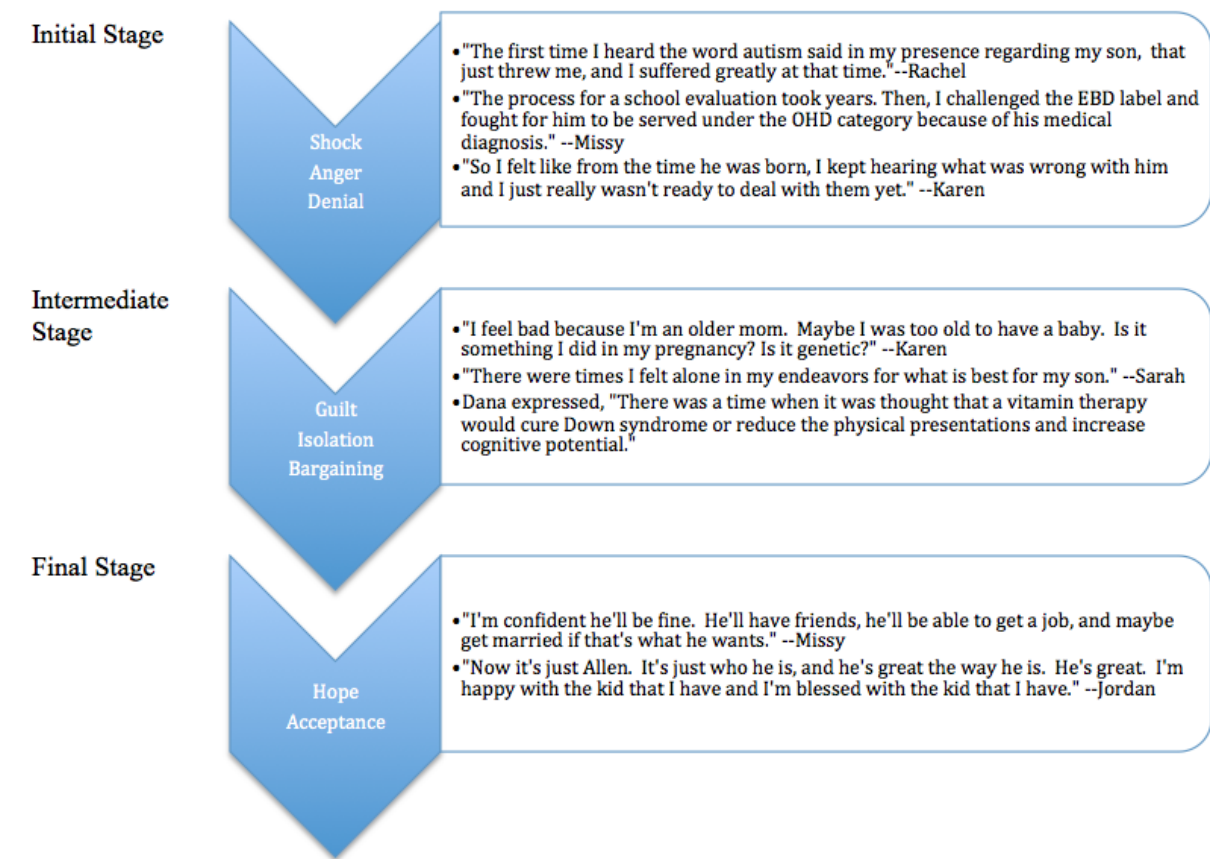 Initial Stage
Shock
Anger
Denial
•"The first time I heard the word autism said in my presence regarding my son,  that
just threw me, and I suffered greatly at that time."--Rachel
•"The process for a school evaluation took years. Then, I challenged the EBD label and
fought for him to be served under the OHD category because of his medical
diagnosis." --Missy
•"So I felt like from the time he was born, I kept hearing what was wrong with him
and I just really wasn't ready to deal with them yet." --Karen
Intermediate
Stage
Guilt
Isolation
Bargaining
•"I feel bad because I'm an older mom.  Maybe I was too old to have a baby.  Is it
something I did in my pregnancy? Is it genetic?" --Karen
•"There were times I felt alone in my endeavors for what is best for my son." --Sarah
•Dana expressed, "There was a time when it was thought that a vitamin therapy
would cure Down syndrome or reduce the physical presentations and increase
cognitive potential."
Final Stage
Hope
Acceptance
•"I'm confident he'll be fine.  He'll have friends, he'll be able to get a job, and maybe
get married if that's what he wants." --Missy
•"Now it's just Allen.  It's just who he is, and he's great the way he is.  He's great.  I'm
happy with the kid that I have and I'm blessed with the kid that I have." --Jordan